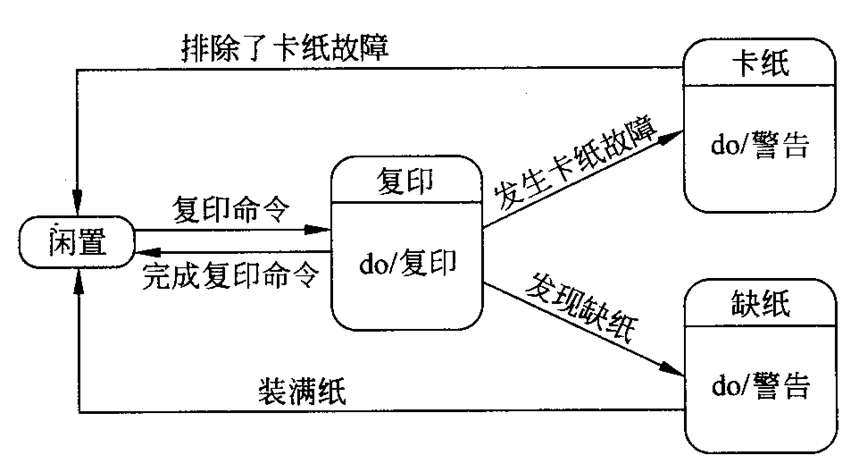 排除了卡纸故障
卡纸
do/警告
发生卡纸故障
复印
do/复印
复印命令
闲置
完成复印命令
发现缺纸
缺纸
do/警告
装满纸